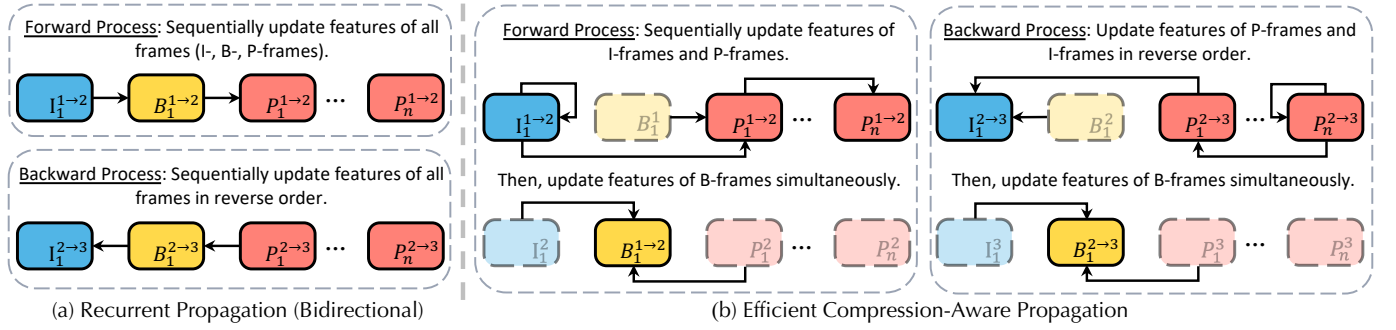 Forward Process: Sequentially update features of all
frames (I-, B-, P-frames).
I₁^{1→2} B₁^{1→2} P₁^{1→2} ... Pₙ^{1→2}
Backward Process: Sequentially update features of all
frames in reverse order.
I₁^{2→3} B₁^{2→3} P₁^{2→3} ... Pₙ^{2→3}
(a) Recurrent Propagation (Bidirectional)
Forward Process: Sequentially update features of
I-frames and P-frames.
I₁^{1→2} B₁^{1} P₁^{1→2} ... Pₙ^{1→2}
Then, update features of B-frames simultaneously.
I₁^{2} B₁^{1→2} P₁^{2} ... Pₙ^{2}
Backward Process: Update features of P-frames and
I-frames in reverse order.
I₁^{2→3} B₁^{2} P₁^{2→3} ... Pₙ^{2→3}
Then, update features of B-frames simultaneously.
I₁^{3} B₁^{2→3} P₁^{3} ... Pₙ^{3}
(b) Efficient Compression-Aware Propagation